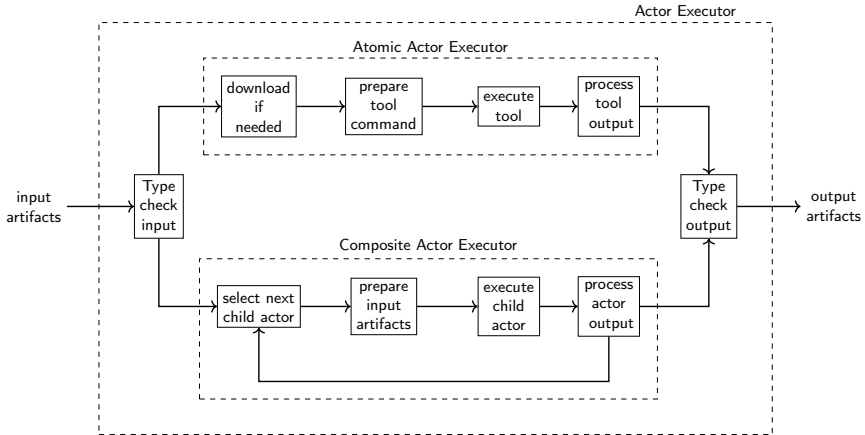 Actor Executor
Atomic Actor Executor
download
if
needed
prepare
tool
command
execute
tool
process
tool
output
input
artifacts
Type
check
input
Type
check
output
output
artifacts
Composite Actor Executor
select next
child actor
prepare
input
artifacts
execute
child
actor
process
actor
output